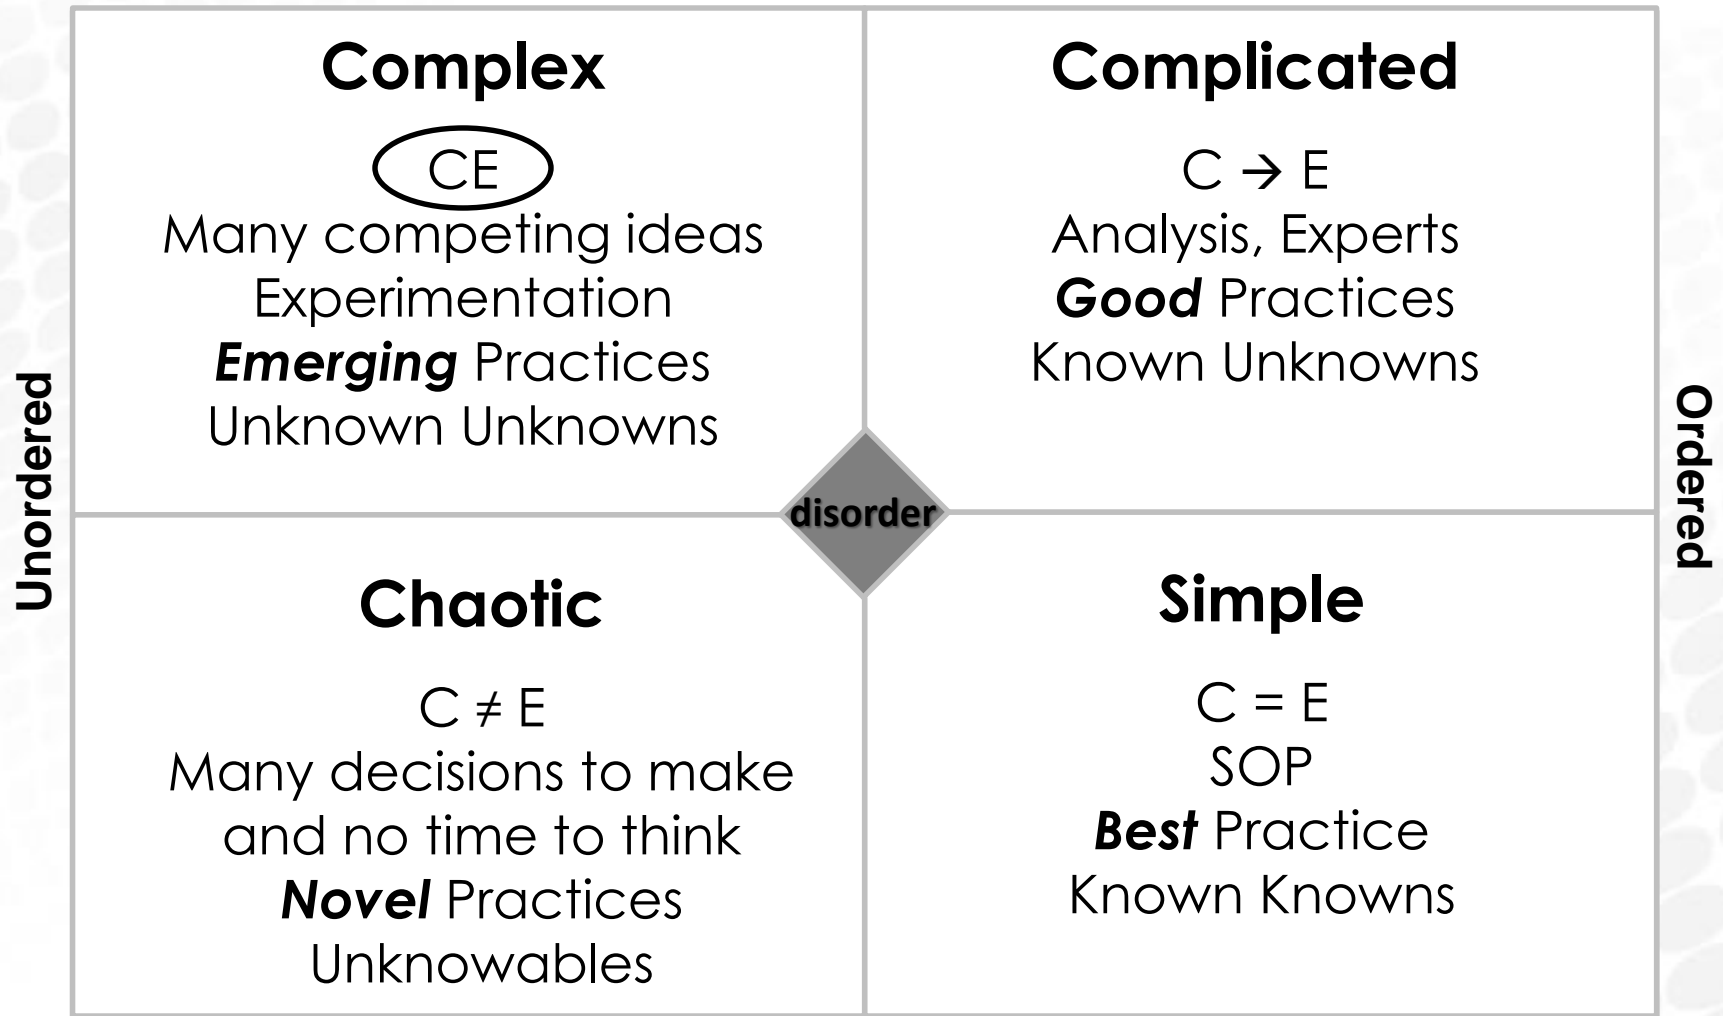 Unordered
Complex
CE
Many competing ideas
Experimentation
Emerging Practices
Unknown Unknowns
Complicated
C → E
Analysis, Experts
Good Practices
Known Unknowns
disorder
Chaotic
C ≠ E
Many decisions to make
and no time to think
Novel Practices
Unknowables
Simple
C = E
SOP
Best Practice
Known Knowns
Ordered